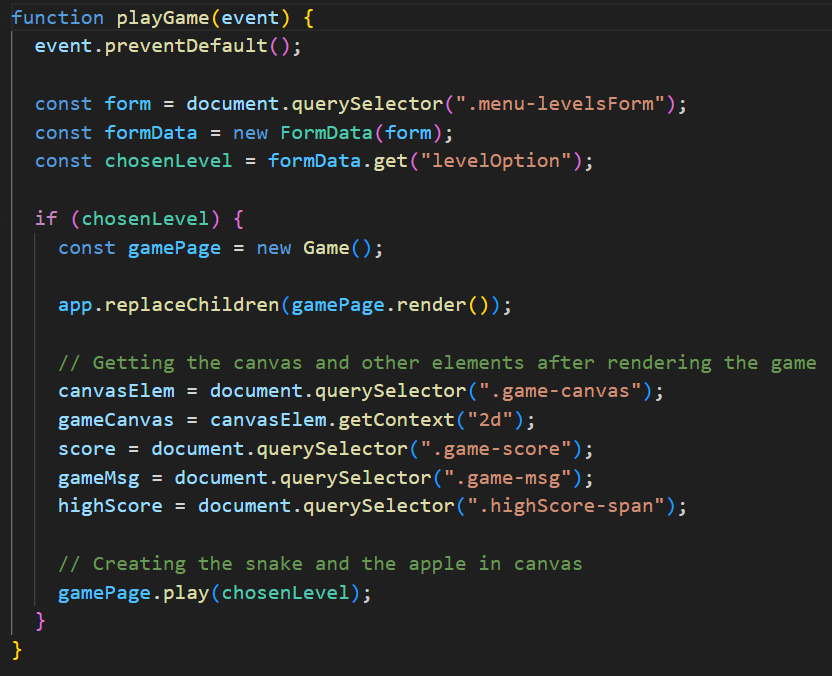 function playGame(event) {
event.preventDefault();
const form = document.querySelector(".menu-levelsForm");
const formData = new FormData(form);
const chosenLevel = formData.get("levelOption");
if (chosenLevel) {
const gamePage = new Game();
app.replaceChildren(gamePage.render());
// Getting the canvas and other elements after rendering the game
canvasElem = document.querySelector(".game-canvas");
gameCanvas = canvasElem.getContext("2d");
score = document.querySelector(".game-score");
gameMsg = document.querySelector(".game-msg");
highScore = document.querySelector(".highScore-span");
// Creating the snake and the apple in canvas
gamePage.play(chosenLevel);
}
}